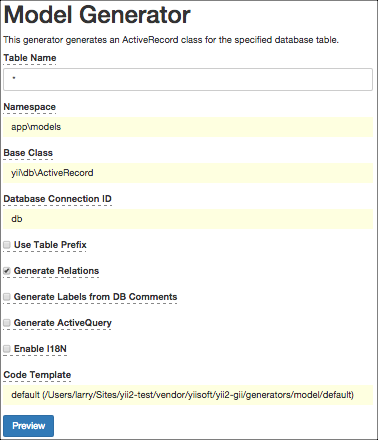 Model Generator
This generator generates an ActiveRecord class for the specified database table.
Table Name
*
Namespace
app\models
Base Class
yii\db\ActiveRecord
Database Connection ID
db
Use Table Prefix
Generate Relations
Generate Labels from DB Comments
Generate ActiveQuery
Enable I18N
Code Template
default (/Users/larry/Sites/yii2-test/vendor/yiisoft/yii2-gii/generators/model/default)
Preview